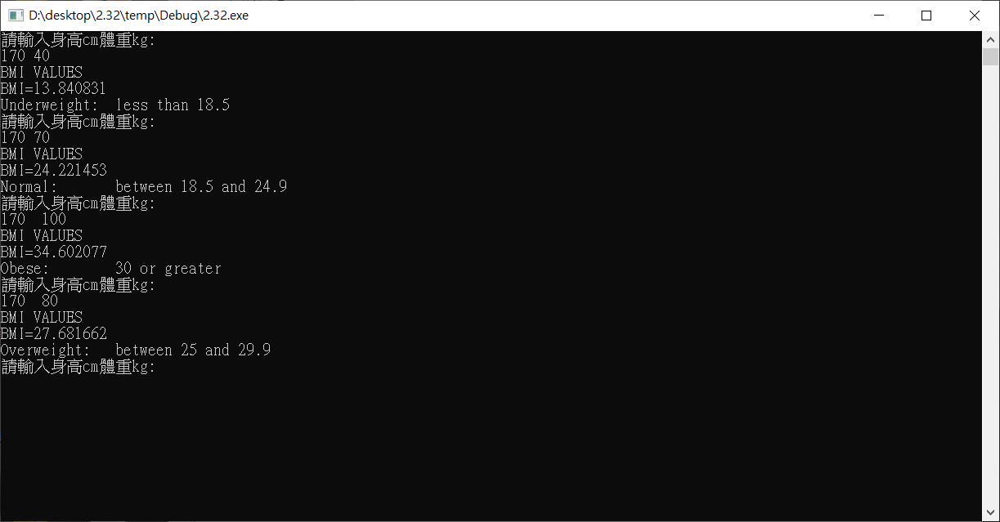 D:\desktop\2.32\temp\Debug\2.32.exe
請輸入身高cm體重kg:
170 40
BMI VALUES
BMI=13.840831
Underweight:  less than 18.5
請輸入身高cm體重kg:
170 70
BMI VALUES
BMI=24.221453
Normal:       between 18.5 and 24.9
請輸入身高cm體重kg:
170  100
BMI VALUES
BMI=34.602077
Obese:        30 or greater
請輸入身高cm體重kg:
170  80
BMI VALUES
BMI=27.681662
Overweight:   between 25 and 29.9
請輸入身高cm體重kg: